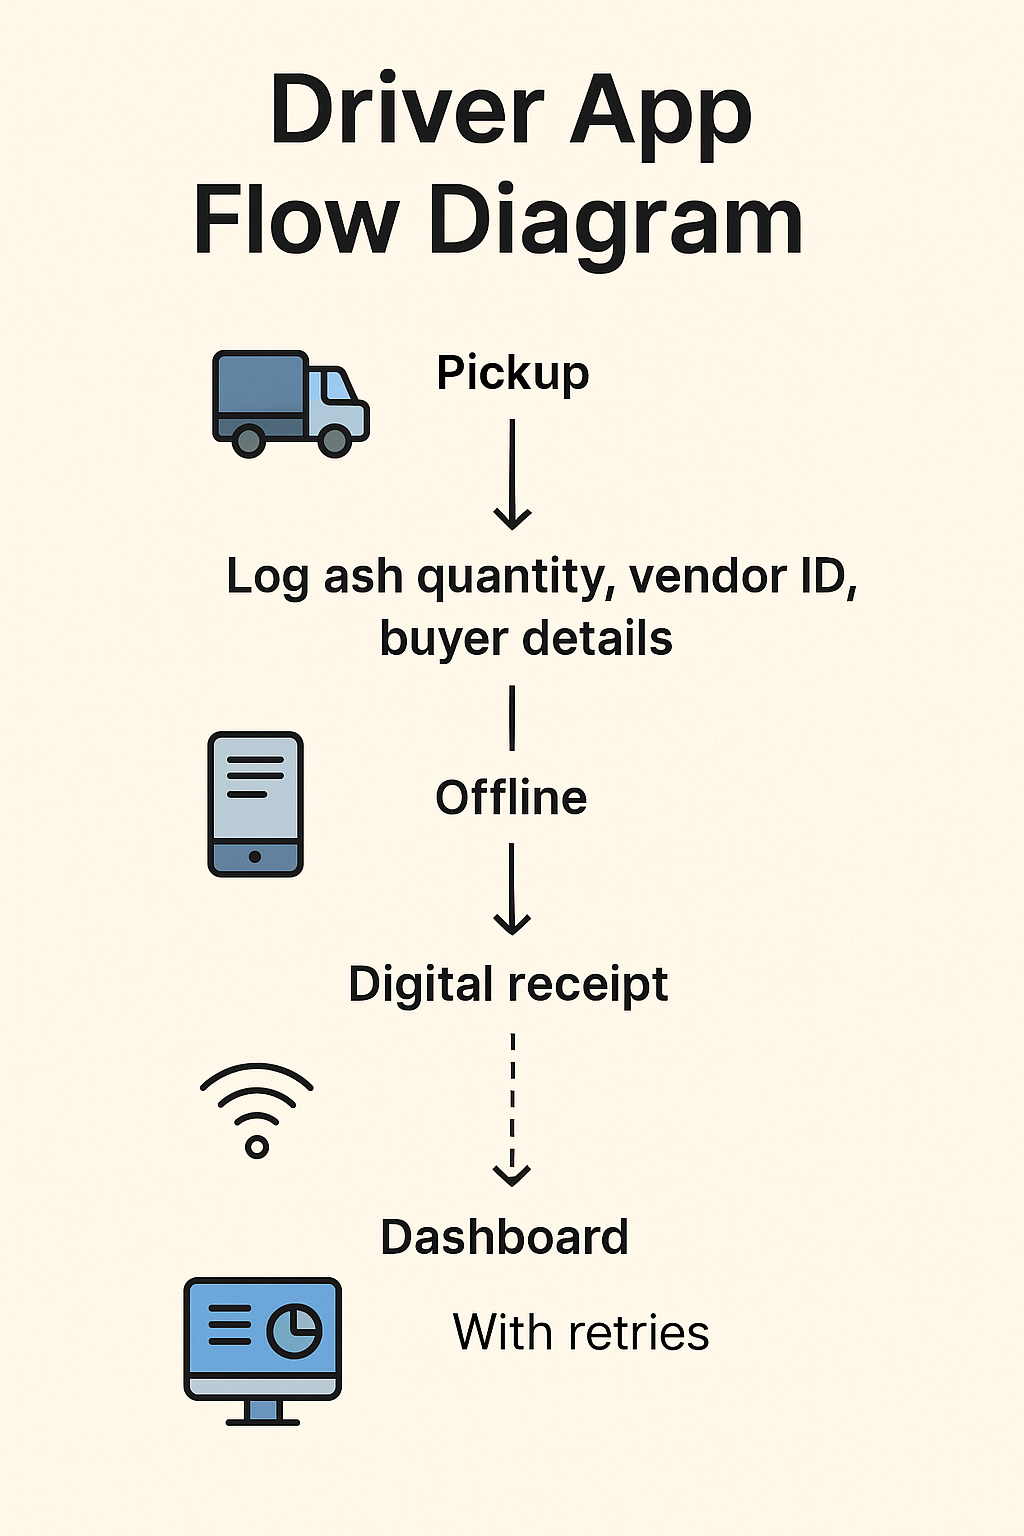 Driver App
Flow Diagram
Pickup
Log ash quantity, vendor ID,
buyer details
Offline
Digital receipt
Dashboard
With retries